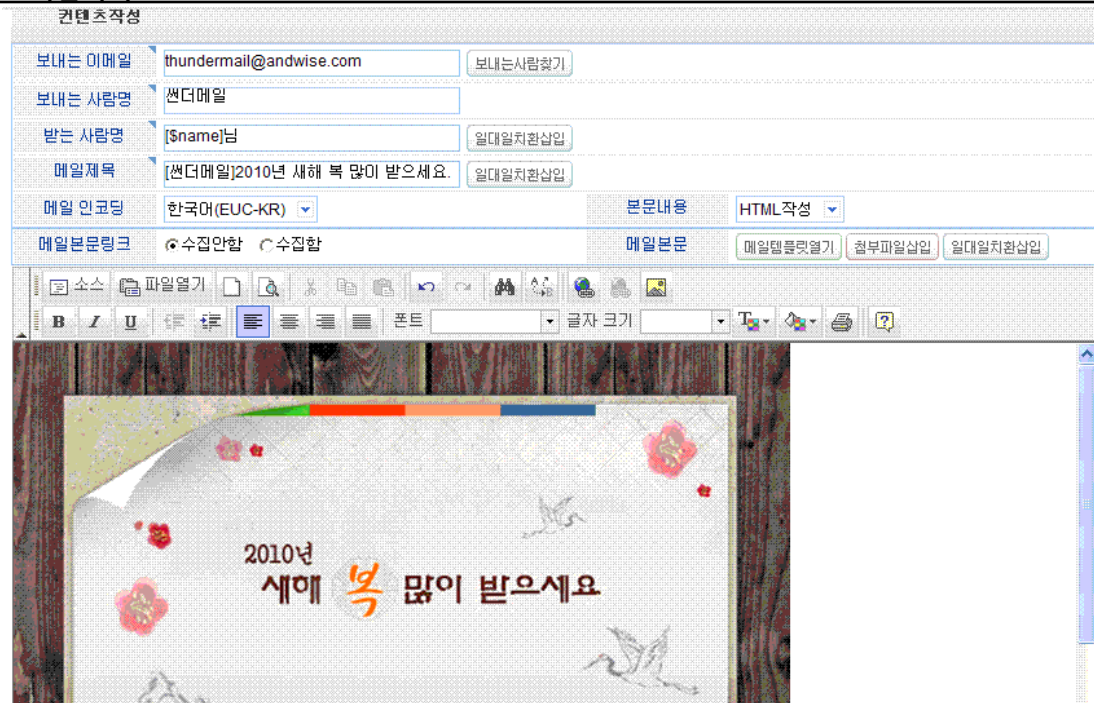 컨텐츠작성
보내는 이메일 thundermail@andwise.com 보내는사람찾기
보내는 사람명 썬더메일
받는 사람명 [$name]님 일대일치환삽입
메일제목 [썬더메일]2010년 새해 복 많이 받으세요. 일대일치환삽입
메일 인코딩 한국어(EUC-KR) 본문내용 HTML작성
메일본문링크 수집안함 수집함 메일본문 메일템플릿열기 첨부파일삽입 일대일치환삽입
소스 파일열기
B I U 폰트 글자 크기
2010년
새해 복 많이 받으세요